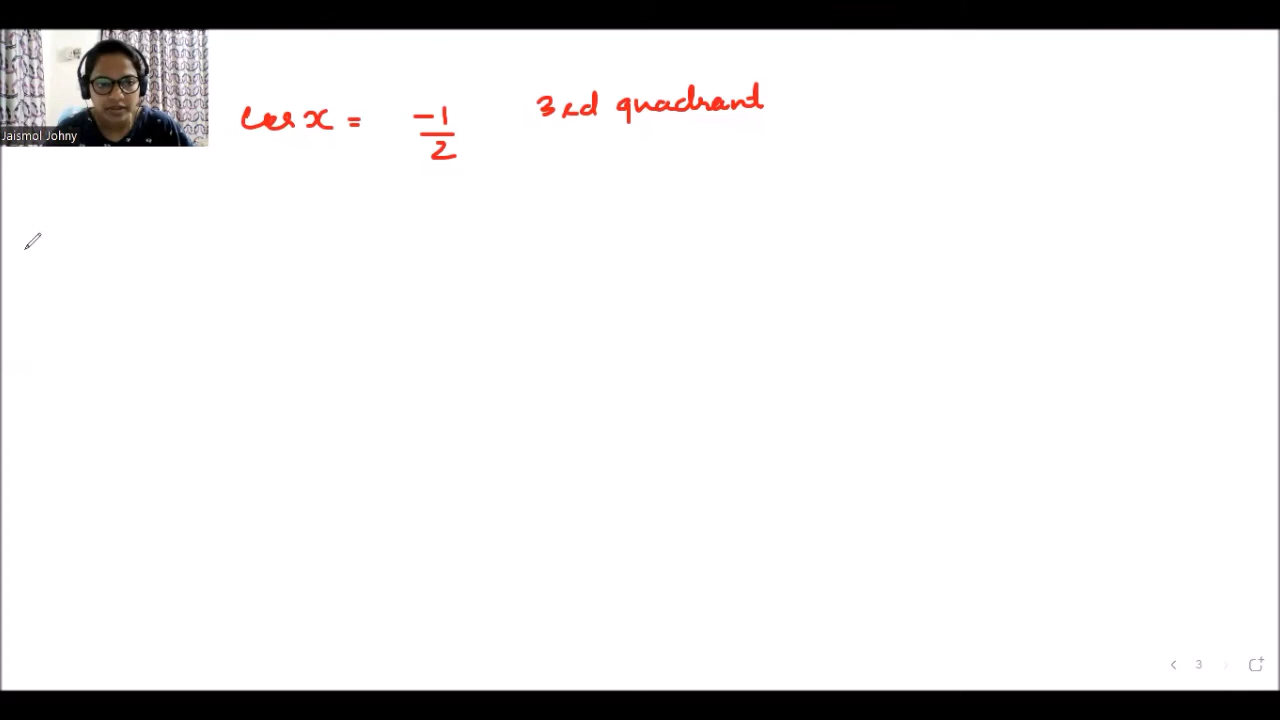 cos x = -1/2 3rd quadrant
Jaismol Johny
3